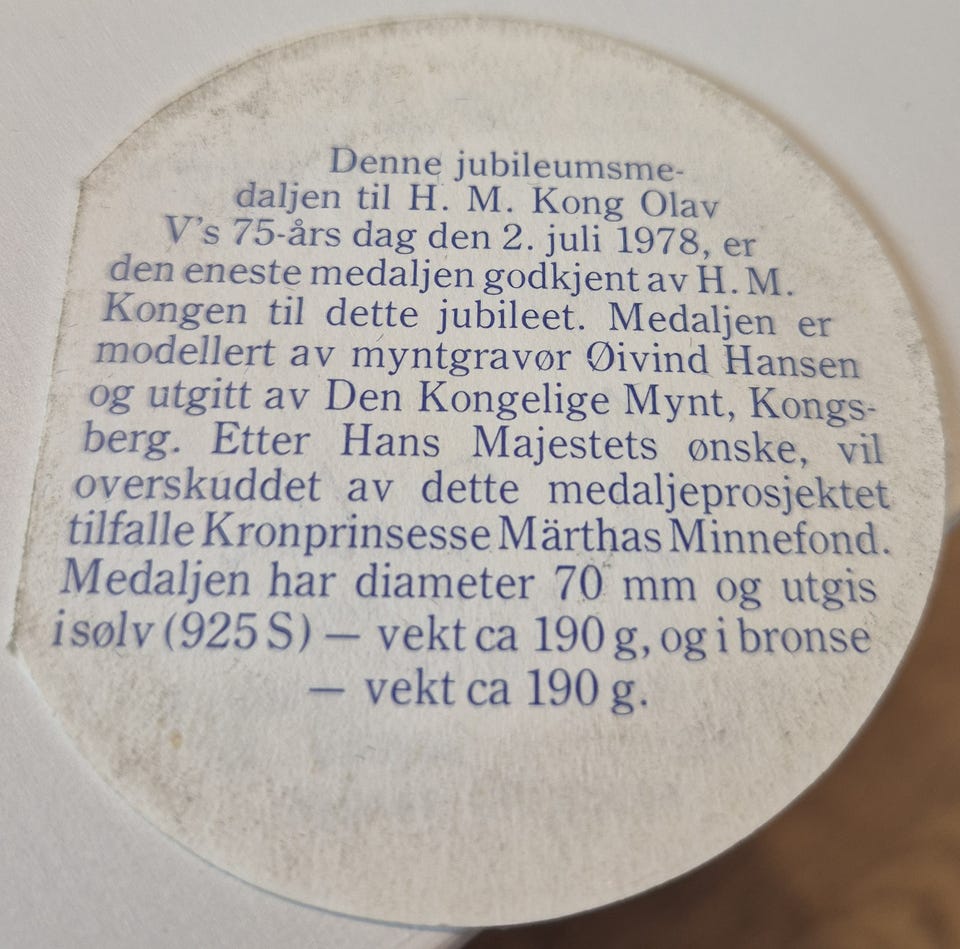 Denne jubileumsme-
daljen til H. M. Kong Olav
V's 75-års dag den 2. juli 1978, er
den eneste medaljen godkjent av H. M.
Kongen til dette jubileet. Medaljen er
modellert av myntgravør Øivind Hansen
og utgitt av Den Kongelige Mynt, Kongs-
berg. Etter Hans Majestets ønske, vil
overskuddet av dette medaljeprosjektet
tilfalle Kronprinsesse Märthas Minnefond.
Medaljen har diameter 70 mm og utgis
i sølv (925 S) — vekt ca 190 g, og i bronse
— vekt ca 190 g.